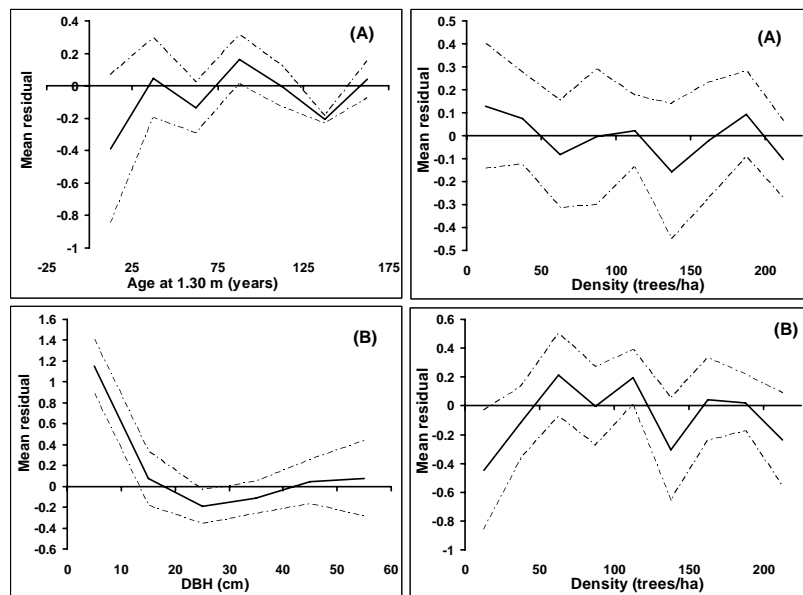 (A)
Mean residual
0.4
0.2
0
-0.2
-0.4
-0.6
-0.8
-1
-25 25 75 125 175
Age at 1.30 m (years)
(A)
Mean residual
0.5
0.4
0.3
0.2
0.1
0
-0.1
-0.2
-0.3
-0.4
-0.5
0 50 100 150 200
Density (trees/ha)
(B)
Mean residual
1.6
1.4
1.2
1
0.8
0.6
0.4
0.2
0
-0.2
-0.4
-0.6
0 10 20 30 40 50 60
DBH (cm)
(B)
Mean residual
0.6
0.4
0.2
0
-0.2
-0.4
-0.6
-0.8
-1
0 50 100 150 200
Density (trees/ha)